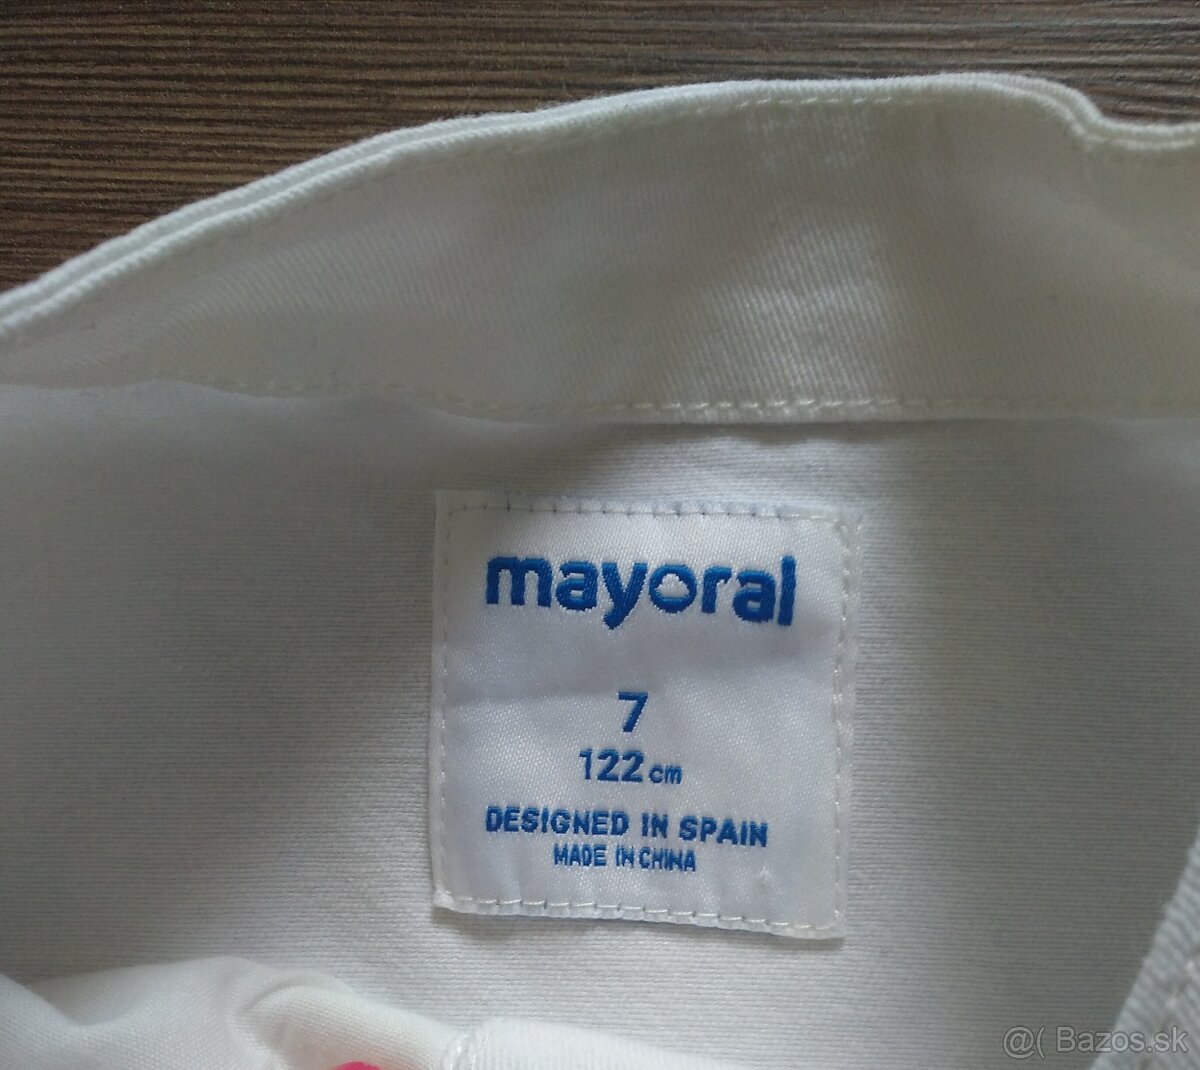 mayoral
7
122 cm
DESIGNED IN SPAIN
MADE IN CHINA
@( Bazos.sk